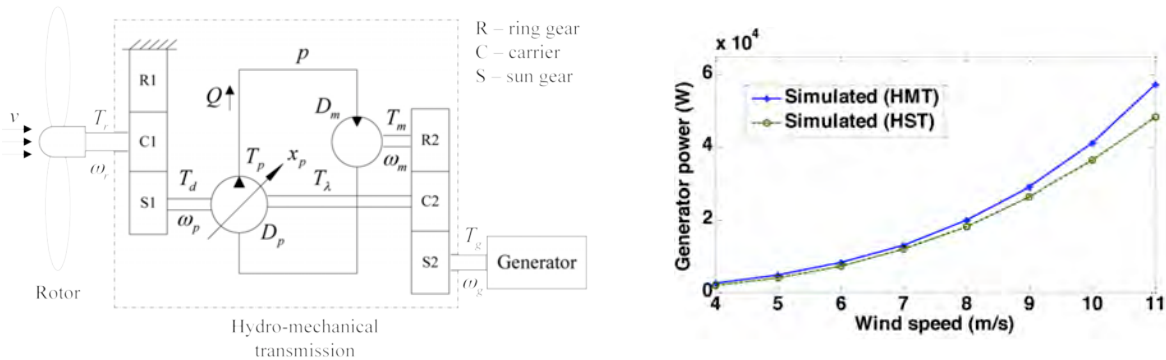 R – ring gear
C – carrier
S – sun gear
p
Q
R1
D_m
T_m
v
T_r
C1
ω_m
R2
ω_r
T_d
T_p
x_p
T_λ
S1
C2
ω_p
D_p
T_g
S2
Generator
ω_g
Rotor
Hydro-mechanical
transmission
x 10^4
6
4
2
0
Generator power (W)
Simulated (HMT)
Simulated (HST)
4 5 6 7 8 9 10 11
Wind speed (m/s)